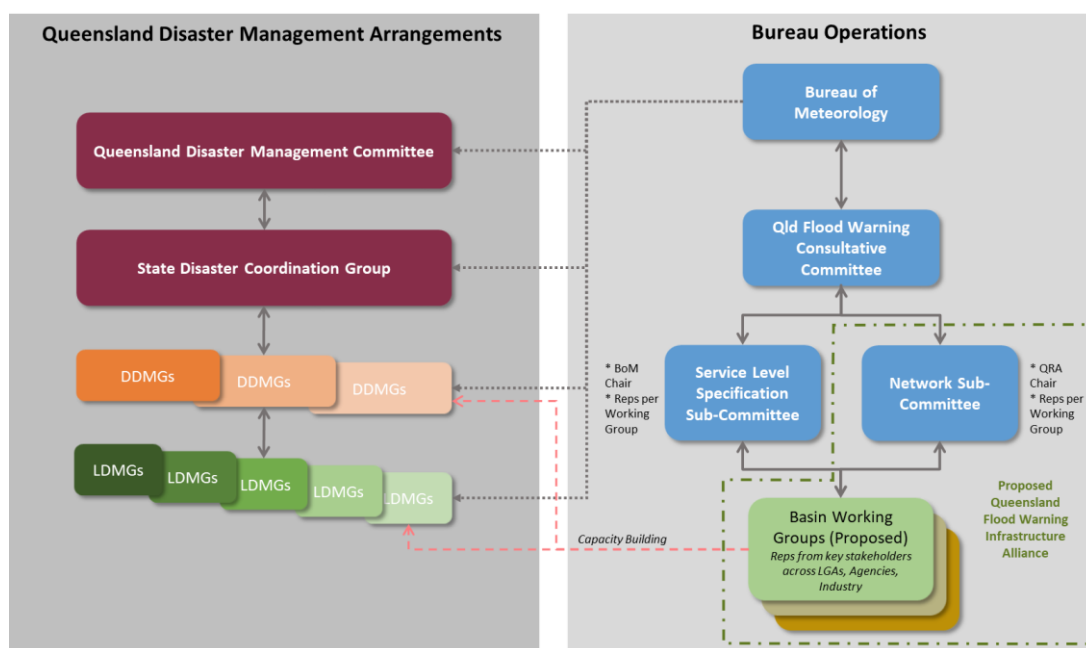 Queensland Disaster Management Arrangements
Queensland Disaster Management Committee
State Disaster Coordination Group
DDMGs
DDMGs
DDMGs
LDMGs
LDMGs
LDMGs
LDMGs
LDMGs
Capacity Building
Bureau Operations
Bureau of
Meteorology
Qld Flood Warning
Consultative
Committee
* BoM
Chair
* Reps per
Working
Group
Service Level
Specification
Sub-Committee
Network Sub-
Committee
* QRA
Chair
* Reps per
Working
Group
Basin Working
Groups (Proposed)
Reps from key stakeholders
across LGAs, Agencies,
Industry
Proposed
Queensland
Flood Warning
Infrastructure
Alliance